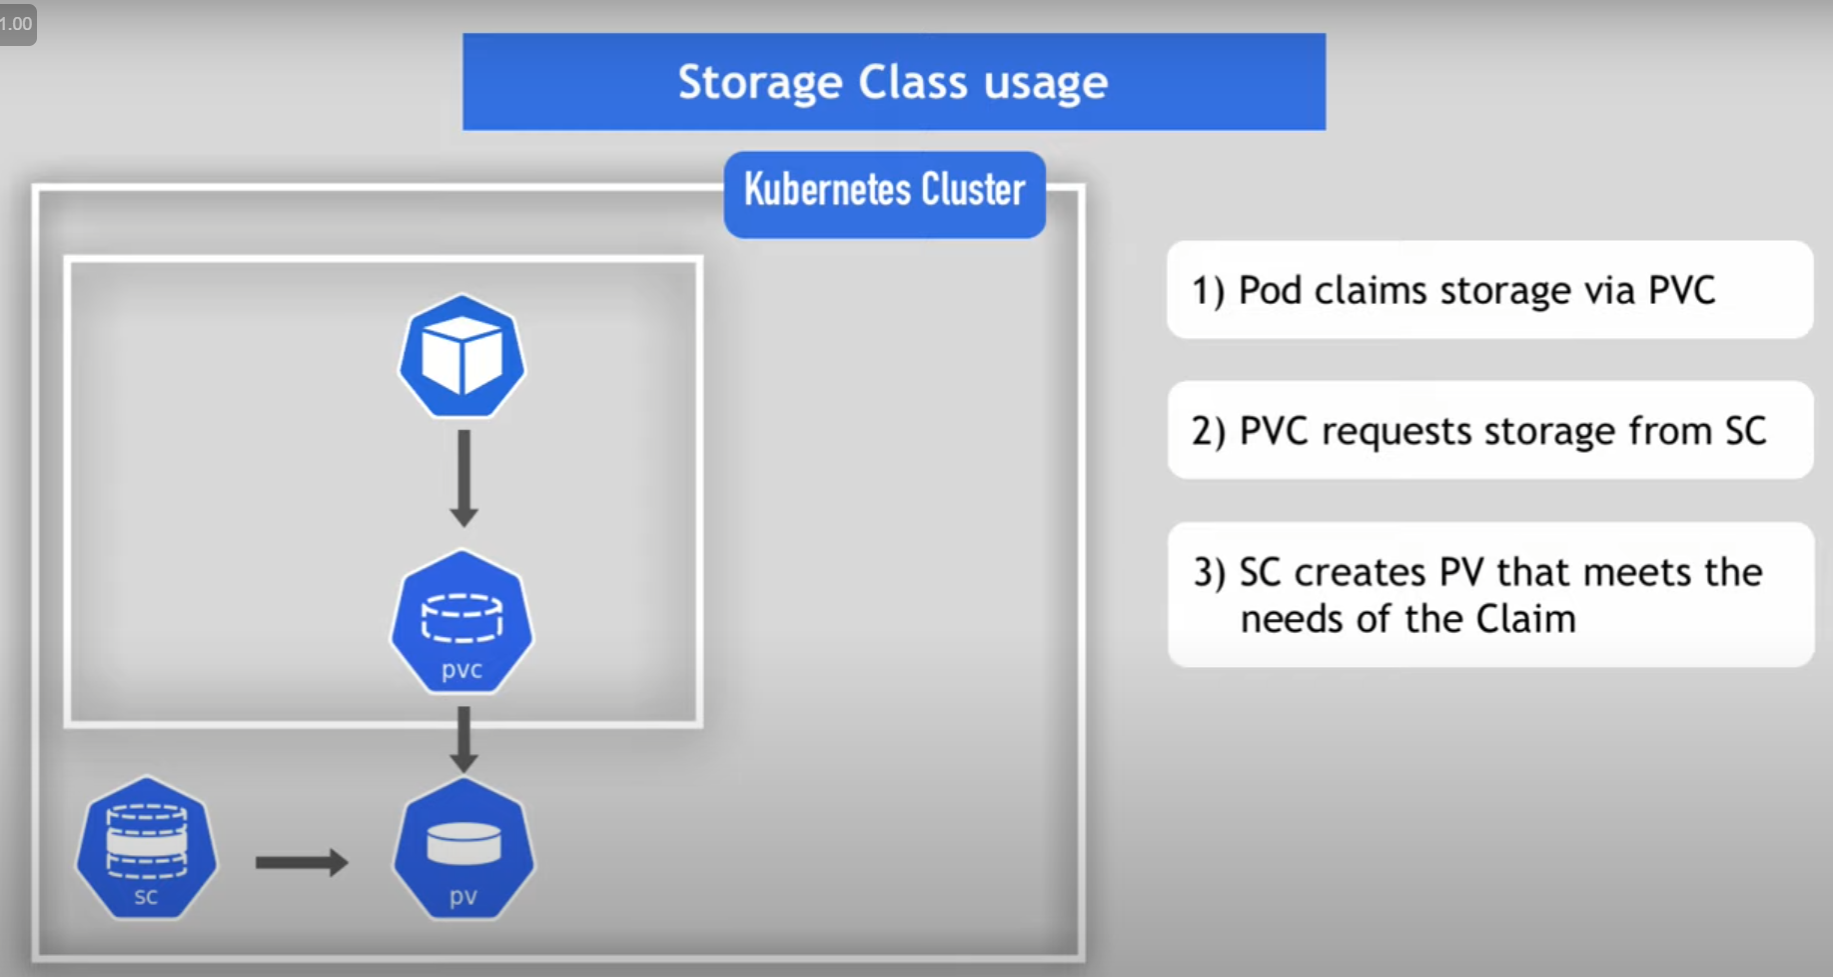 1.00
Storage Class usage
Kubernetes Cluster
pvc
sc
pv
1) Pod claims storage via PVC
2) PVC requests storage from SC
3) SC creates PV that meets the
needs of the Claim